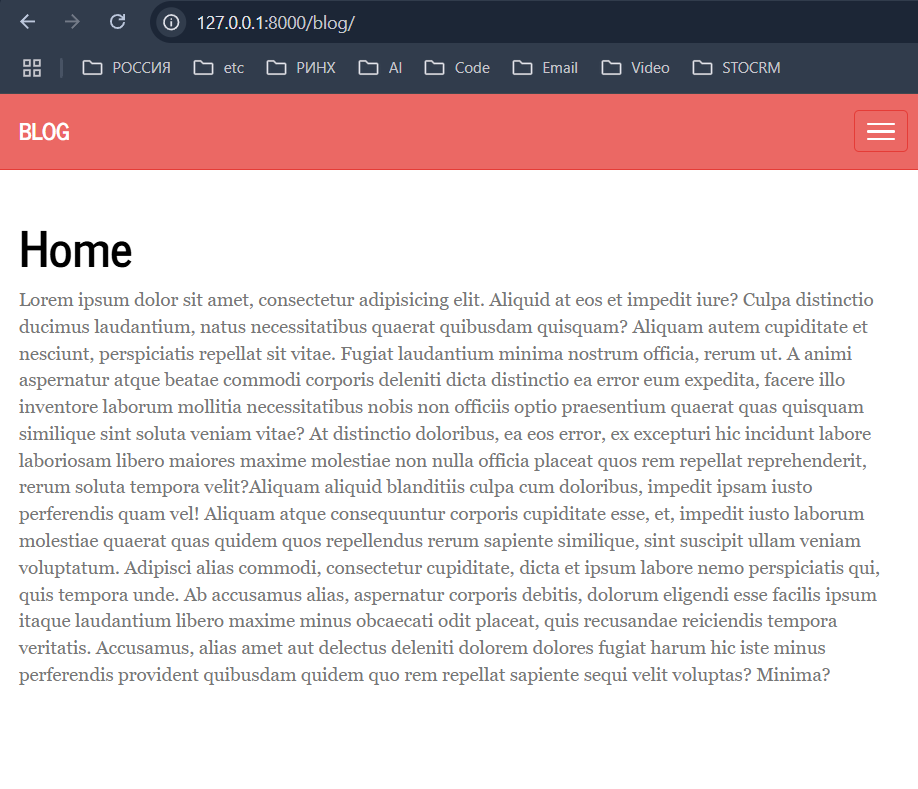 127.0.0.1:8000/blog/
РОССИЯ etc РИНХ AI Code Email Video STOCRM
BLOG
Home
Lorem ipsum dolor sit amet, consectetur adipisicing elit. Aliquid at eos et impedit iure? Culpa distinctio
ducimus laudantium, natus necessitatibus quaerat quibusdam quisquam? Aliquam autem cupiditate et
nesciunt, perspiciatis repellat sit vitae. Fugiat laudantium minima nostrum officia, rerum ut. A animi
aspernatur atque beatae commodi corporis deleniti dicta distinctio ea error eum expedita, facere illo
inventore laborum mollitia necessitatibus nobis non officiis optio praesentium quaerat quas quisquam
similique sint soluta veniam vitae? At distinctio doloribus, ea eos error, ex excepturi hic incidunt labore
laboriosam libero maiores maxime molestiae non nulla officia placeat quos rem repellat reprehenderit,
rerum soluta tempora velit?Aliquam aliquid blanditiis culpa cum doloribus, impedit ipsam iusto
perferendis quam vel! Aliquam atque consequuntur corporis cupiditate esse, et, impedit iusto laborum
molestiae quaerat quas quidem quos repellendus rerum sapiente similique, sint suscipit ullam veniam
voluptatum. Adipisci alias commodi, consectetur cupiditate, dicta et ipsum labore nemo perspiciatis qui,
quis tempora unde. Ab accusamus alias, aspernatur corporis debitis, dolorum eligendi esse facilis ipsum
itaque laudantium libero maxime minus obcaecati odit placeat, quis recusandae reiciendis tempora
veritatis. Accusamus, alias amet aut delectus deleniti dolorem dolores fugiat harum hic iste minus
perferendis provident quibusdam quidem quo rem repellat sapiente sequi velit voluptas? Minima?